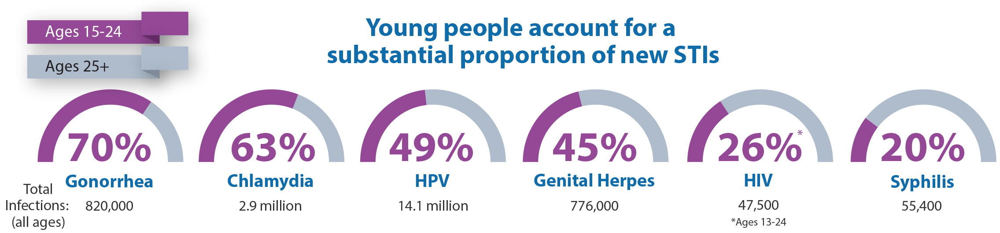 Ages 15-24
Ages 25+
Young people account for a
substantial proportion of new STIs
70%
63%
49%
45%
26%*
20%
Gonorrhea
Chlamydia
HPV
Genital Herpes
HIV
Syphilis
Total
Infections:
(all ages)
820,000
2.9 million
14.1 million
776,000
47,500
55,400
*Ages 13-24